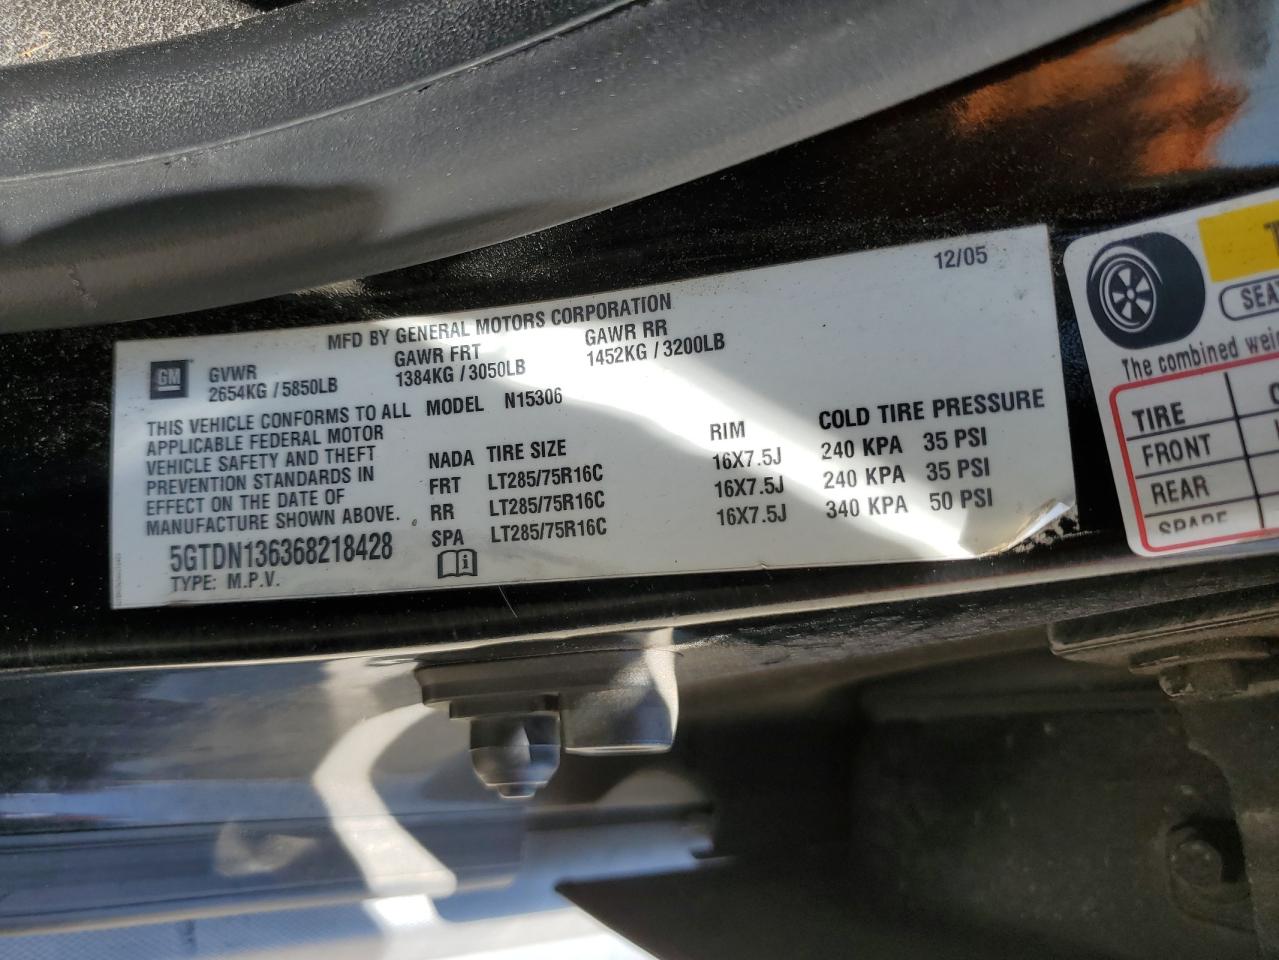 12/05
MFD BY GENERAL MOTORS CORPORATION
GM
GVWR GAWR FRT GAWR RR
2654KG / 5850LB 1384KG / 3050LB 1452KG / 3200LB
THIS VEHICLE CONFORMS TO ALL
APPLICABLE FEDERAL MOTOR
VEHICLE SAFETY AND THEFT
PREVENTION STANDARDS IN
EFFECT ON THE DATE OF
MANUFACTURE SHOWN ABOVE.
5GTDN136368218428
TYPE: M.P.V.
MODEL N15306
NADA TIRE SIZE RIM COLD TIRE PRESSURE
FRT LT285/75R16C 16X7.5J 240 KPA 35 PSI
RR LT285/75R16C 16X7.5J 240 KPA 35 PSI
SPA LT285/75R16C 16X7.5J 340 KPA 50 PSI
The combined
TIRE
FRONT
REAR
SPARE